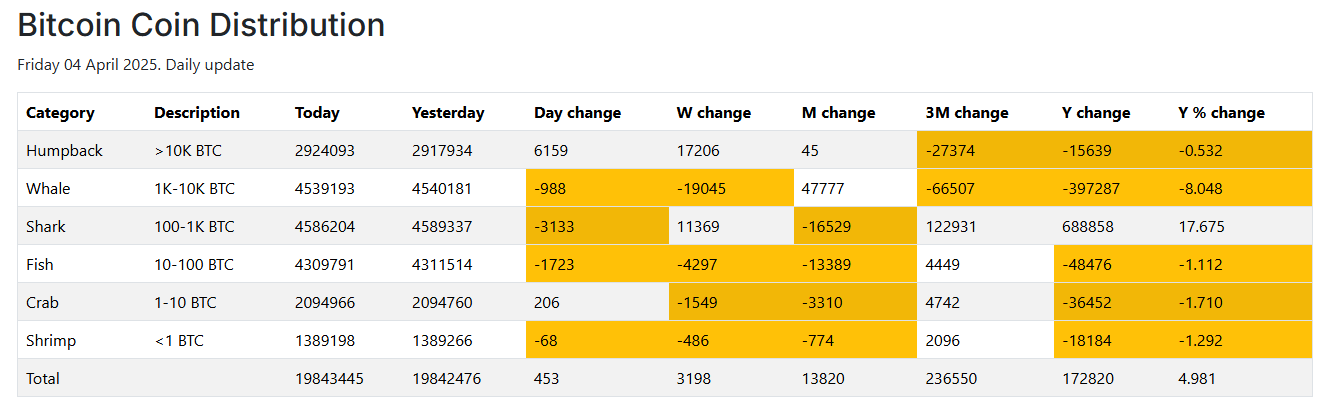 Bitcoin Coin Distribution
Friday 04 April 2025. Daily update
Category Description Today Yesterday Day change W change M change 3M change Y change Y % change
Humpback >10K BTC 2924093 2917934 6159 17206 45 -27374 -15639 -0.532
Whale 1K-10K BTC 4539193 4540181 -988 -19045 47777 -66507 -397287 -8.048
Shark 100-1K BTC 4586204 4589337 -3133 11369 -16529 122931 688858 17.675
Fish 10-100 BTC 4309791 4311514 -1723 -4297 -13389 4449 -48476 -1.112
Crab 1-10 BTC 2094966 2094760 206 -1549 -3310 4742 -36452 -1.710
Shrimp <1 BTC 1389198 1389266 -68 -486 -774 2096 -18184 -1.292
Total 19843445 19842476 453 3198 13820 236550 172820 4.981